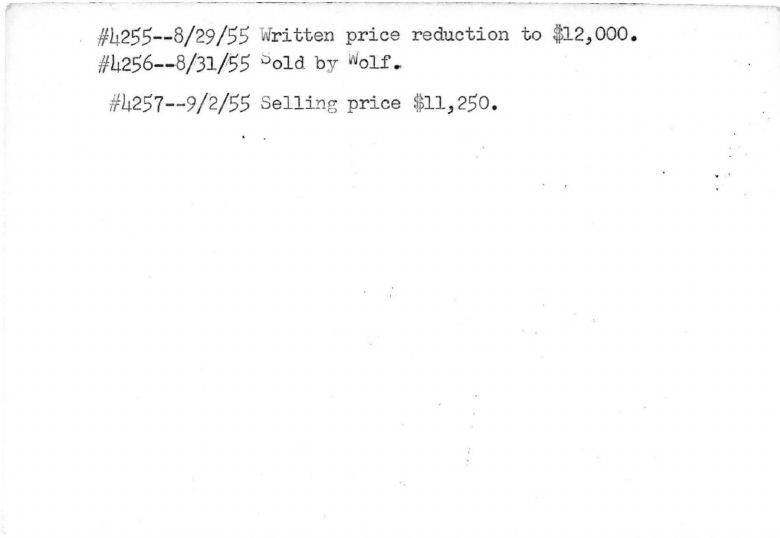 #4255--8/29/55 Written price reduction to $12,000.
#4256--8/31/55 Sold by Wolf.
#4257--9/2/55 Selling price $11,250.